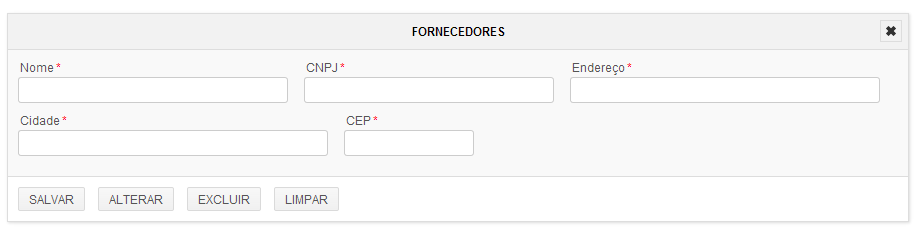 FORNECEDORES ✖
Nome * CNPJ * Endereço *
Cidade * CEP *
SALVAR ALTERAR EXCLUIR LIMPAR